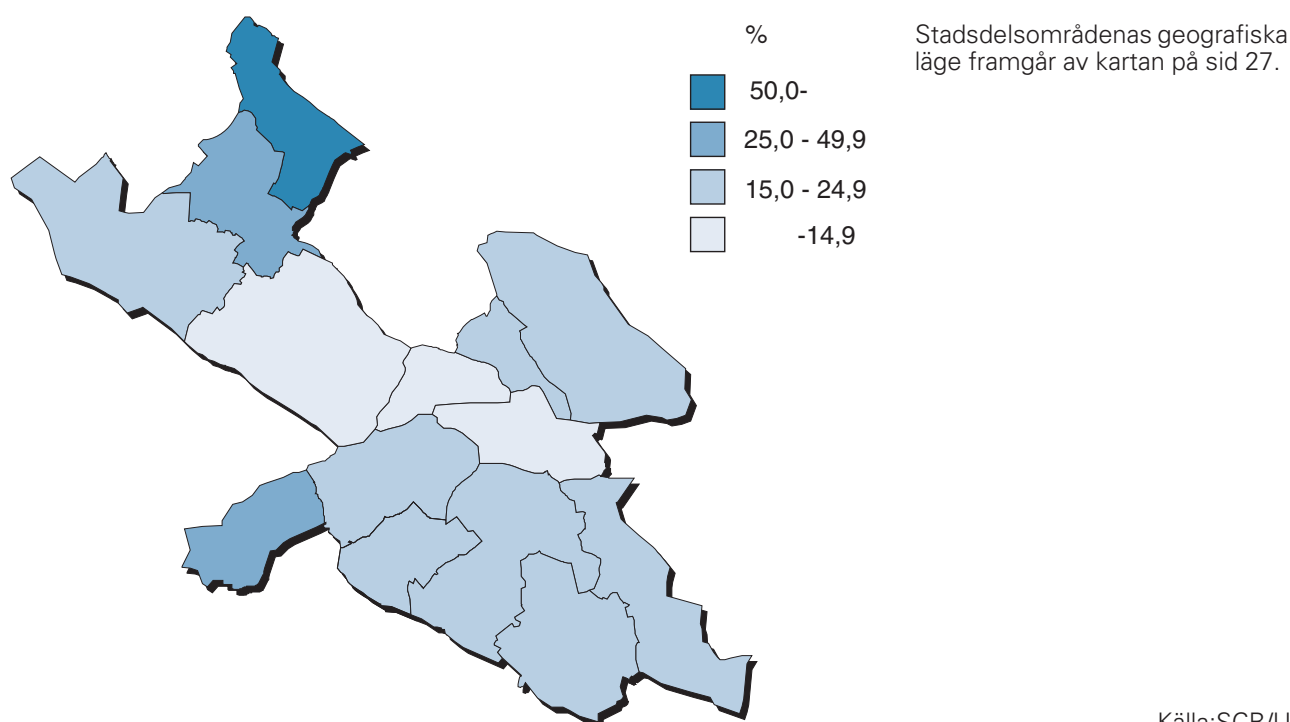 %
50,0-
25,0 - 49,9
15,0 - 24,9
-14,9
Stadsdelsområdenas geografiska
läge framgår av kartan på sid 27.